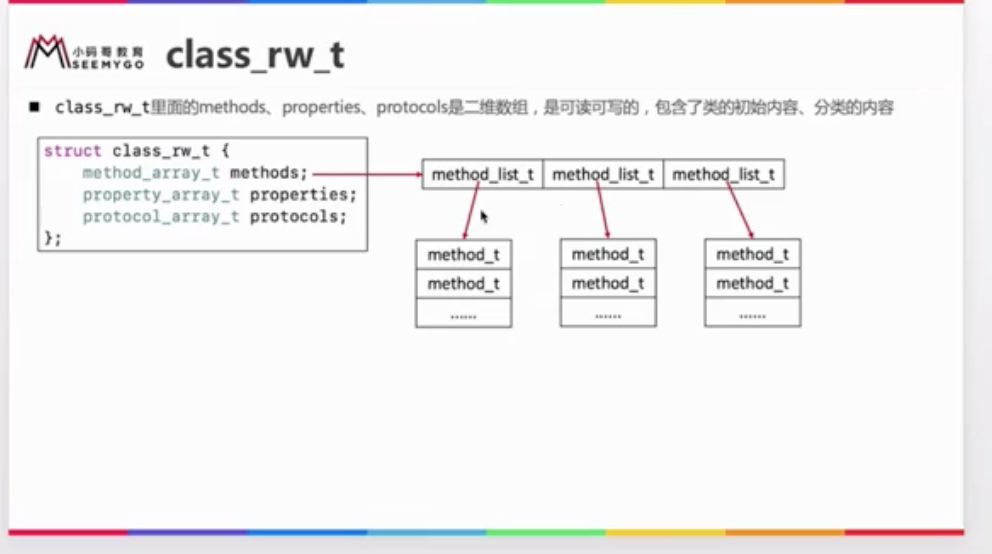 小码哥教育
SEEMYGO
class_rw_t
■ class_rw_t里面的methods、properties、protocols是二维数组，是可读可写的，包含了类的初始内容、分类的内容
struct class_rw_t {
method_array_t methods;
property_array_t properties;
protocol_array_t protocols;
};
method_list_t method_list_t method_list_t
method_t method_t method_t
method_t method_t method_t
...... ...... ......